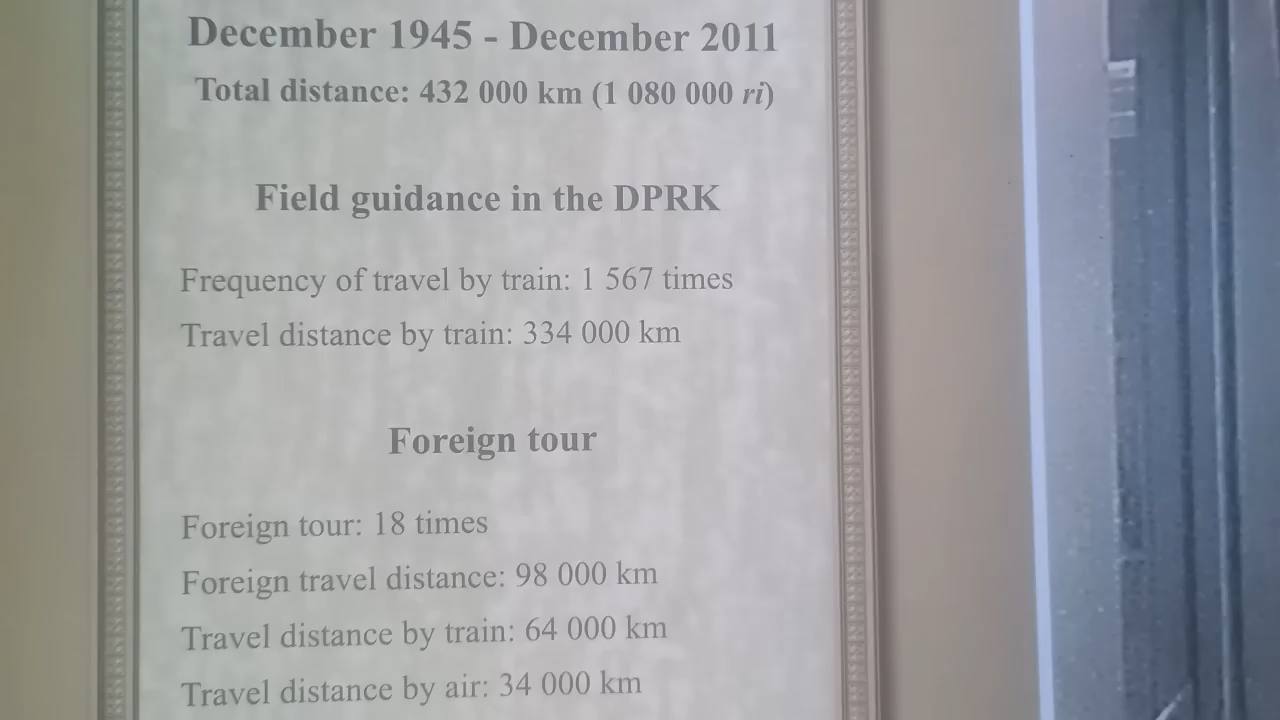 December 1945 - December 2011
Total distance: 432 000 km (1 080 000 ri)
Field guidance in the DPRK
Frequency of travel by train: 1 567 times
Travel distance by train: 334 000 km
Foreign tour
Foreign tour: 18 times
Foreign travel distance: 98 000 km
Travel distance by train: 64 000 km
Travel distance by air: 34 000 km